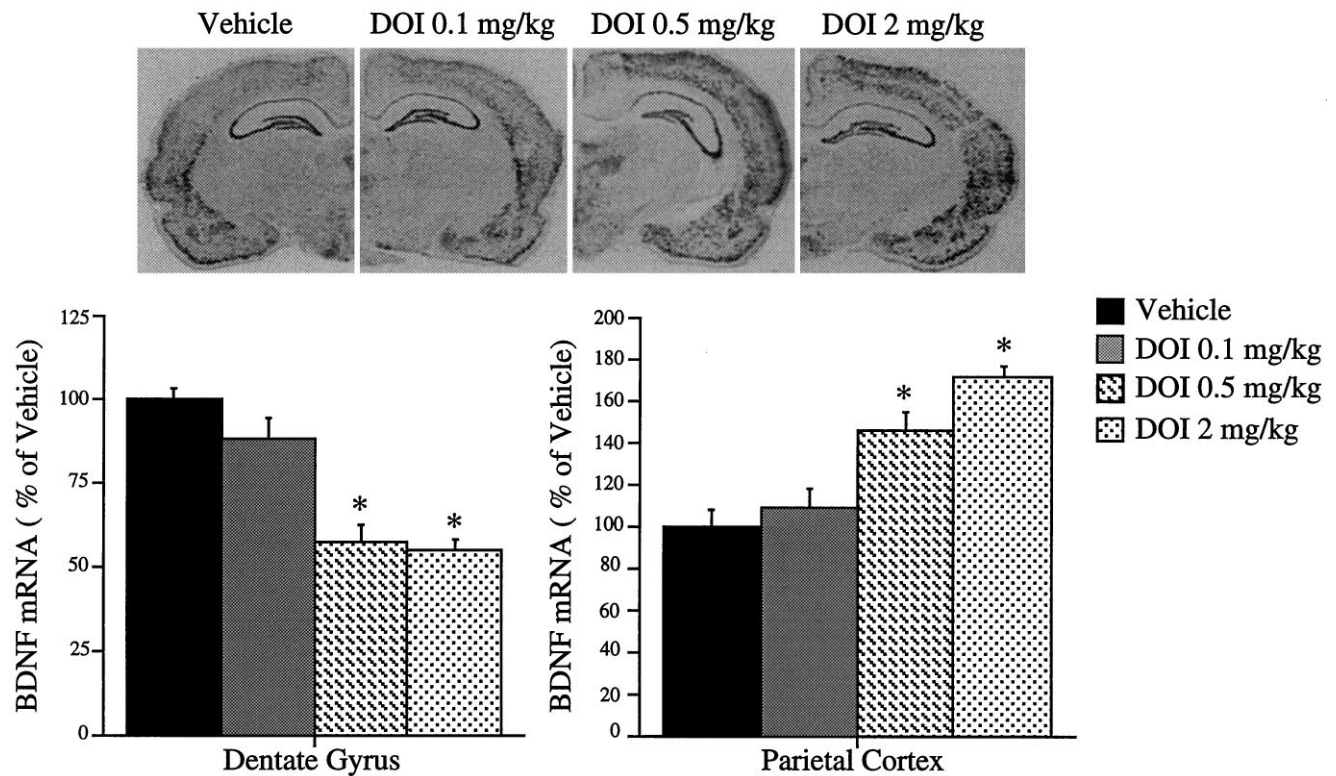 Vehicle DOI 0.1 mg/kg DOI 0.5 mg/kg DOI 2 mg/kg
BDNF mRNA ( % of Vehicle)
125
100
75
50
25
0
*
*
Dentate Gyrus
BDNF mRNA ( % of Vehicle)
200
180
160
140
120
100
80
60
40
20
0
*
*
Parietal Cortex
Vehicle
DOI 0.1 mg/kg
DOI 0.5 mg/kg
DOI 2 mg/kg